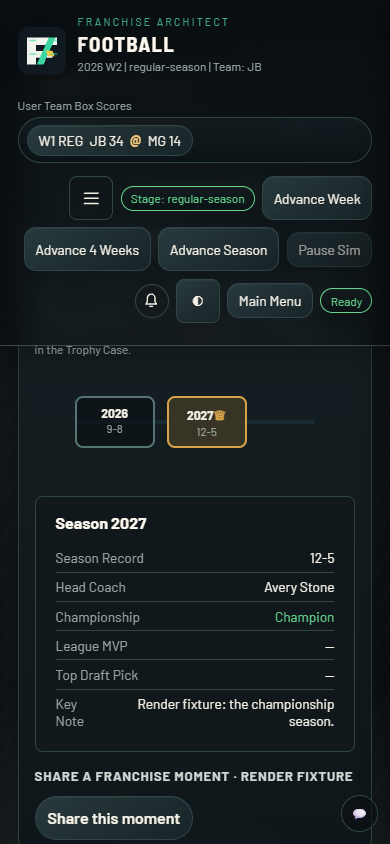 FRANCHISE ARCHITECT
FOOTBALL
2026 W2 | regular-season | Team: JB
User Team Box Scores
W1 REG JB 34 @ MG 14
Stage: regular-season
Advance Week
Advance 4 Weeks
Advance Season
Pause Sim
Main Menu
Ready
in the Trophy Case.
2026
9-8
2027
12-5
Season 2027
Season Record 12-5
Head Coach Avery Stone
Championship Champion
League MVP —
Top Draft Pick —
Key Note Render fixture: the championship season.
SHARE A FRANCHISE MOMENT · RENDER FIXTURE
Share this moment